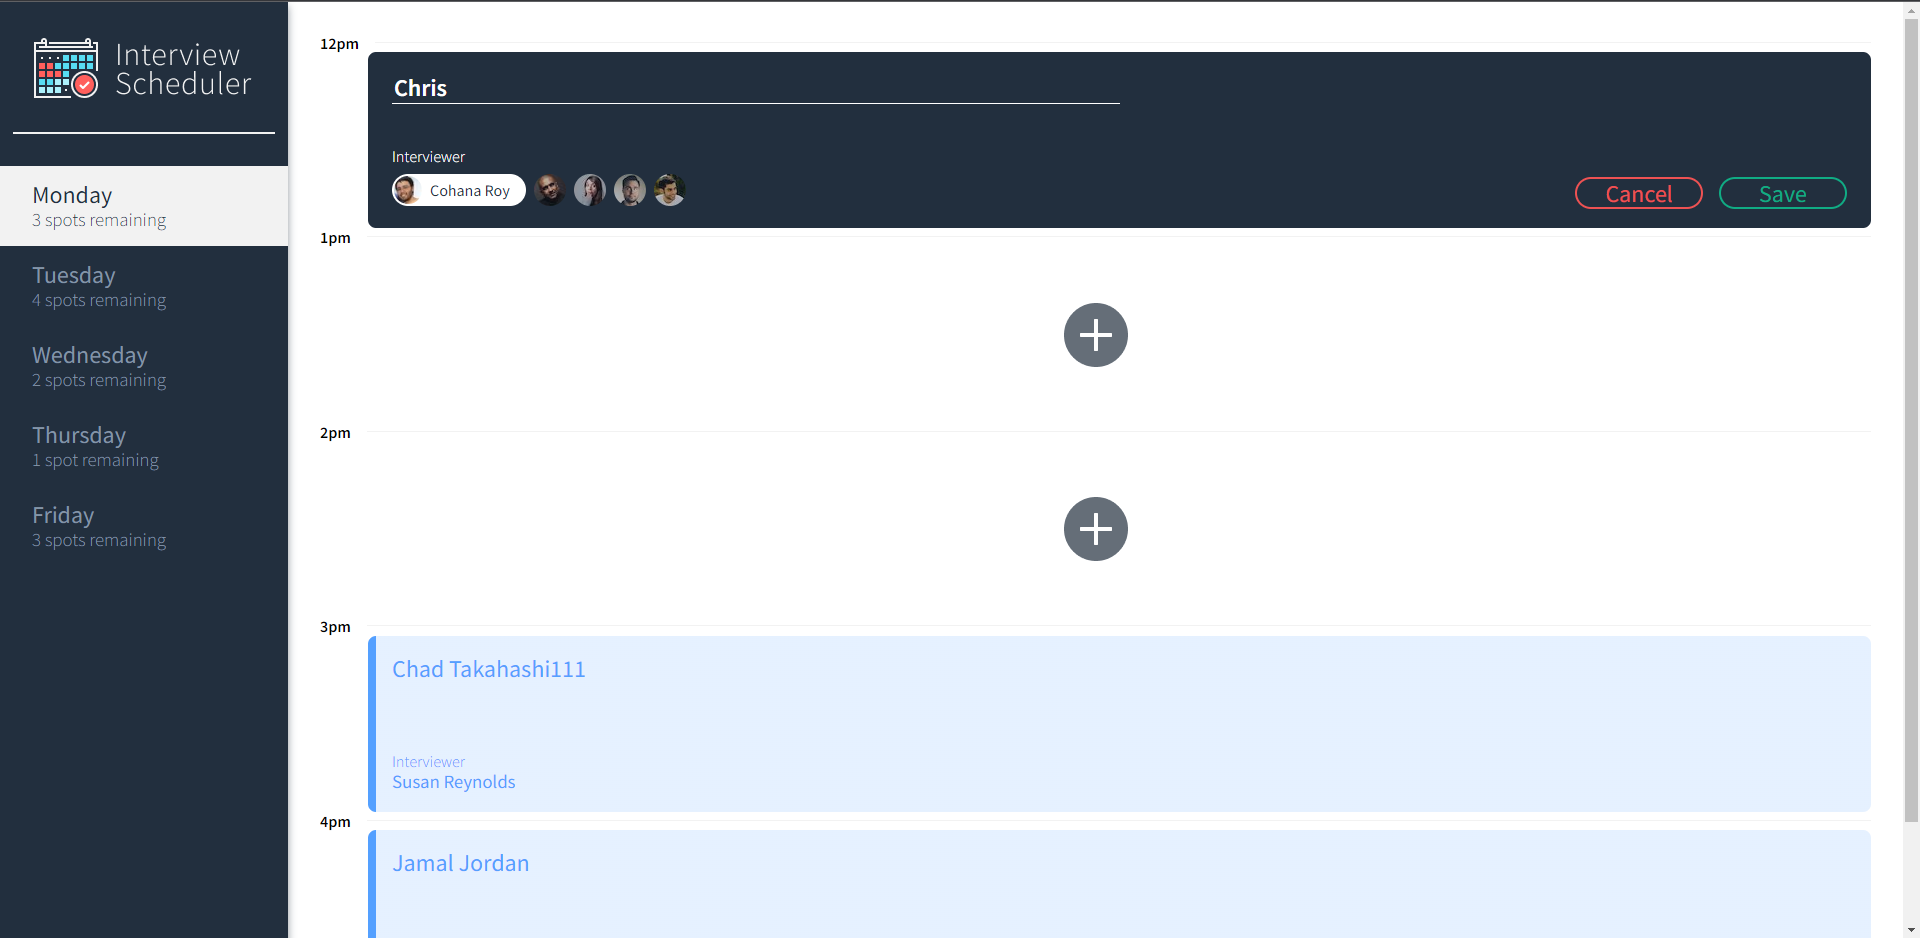 Interview
Scheduler
Monday
3 spots remaining
Tuesday
4 spots remaining
Wednesday
2 spots remaining
Thursday
1 spot remaining
Friday
3 spots remaining
12pm
Chris
Interviewer
Cohana Roy
Cancel
Save
1pm
2pm
3pm
Chad Takahashi111
Interviewer
Susan Reynolds
4pm
Jamal Jordan